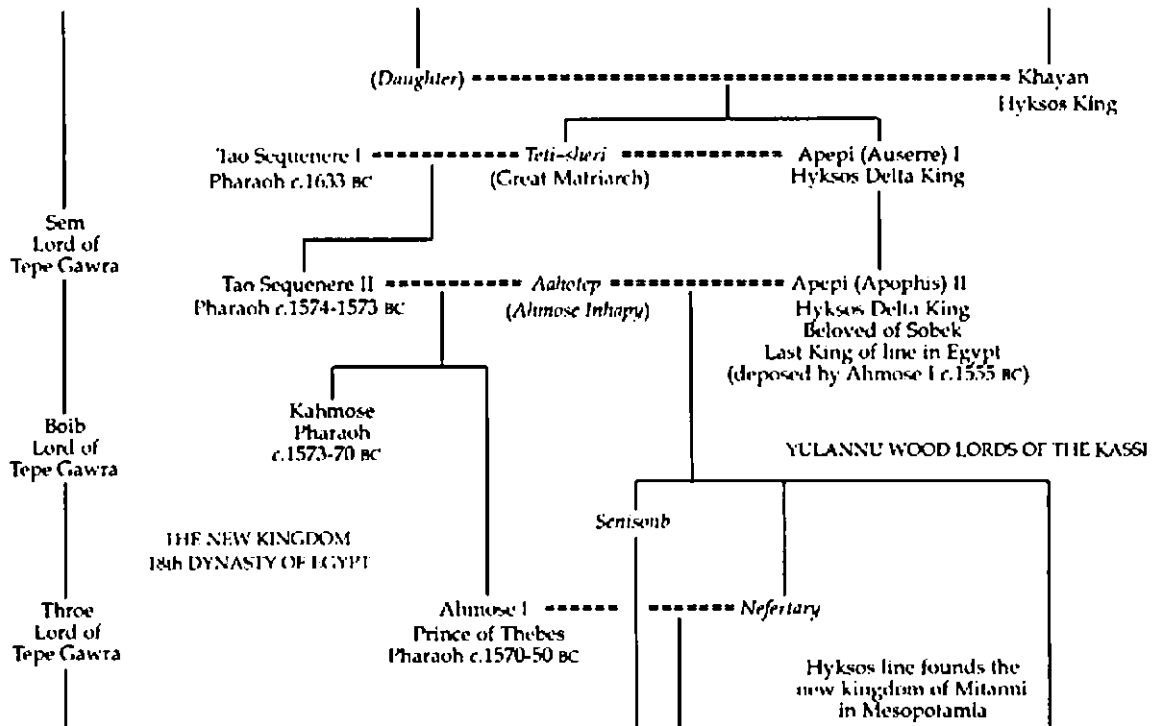 (Daughter)
Khayan
Hyksos King
Tao Sequenere I
Pharaoh c.1633 BC
Teti-sheri
(Great Matriarch)
Apepi (Auserre) I
Hyksos Delta King
Sem
Lord of
Tepe Gawra
Tao Sequenere II
Pharaoh c.1574-1573 BC
Aahotep
(Ahmose Inhapy)
Apepi (Apophis) II
Hyksos Delta King
Beloved of Sobek
Last King of line in Egypt
(deposed by Ahmose I c.1555 BC)
Kahmose
Pharaoh
c.1573-70 BC
Boib
Lord of
Tepe Gawra
YULANNU WOOD LORDS OF THE KASSI
Senisonb
THE NEW KINGDOM
18th DYNASTY OF EGYPT
Throe
Lord of
Tepe Gawra
Ahmose I
Prince of Thebes
Pharaoh c.1570-50 BC
Nefertary
Hyksos line founds the
new kingdom of Mitanni
in Mesopotamia